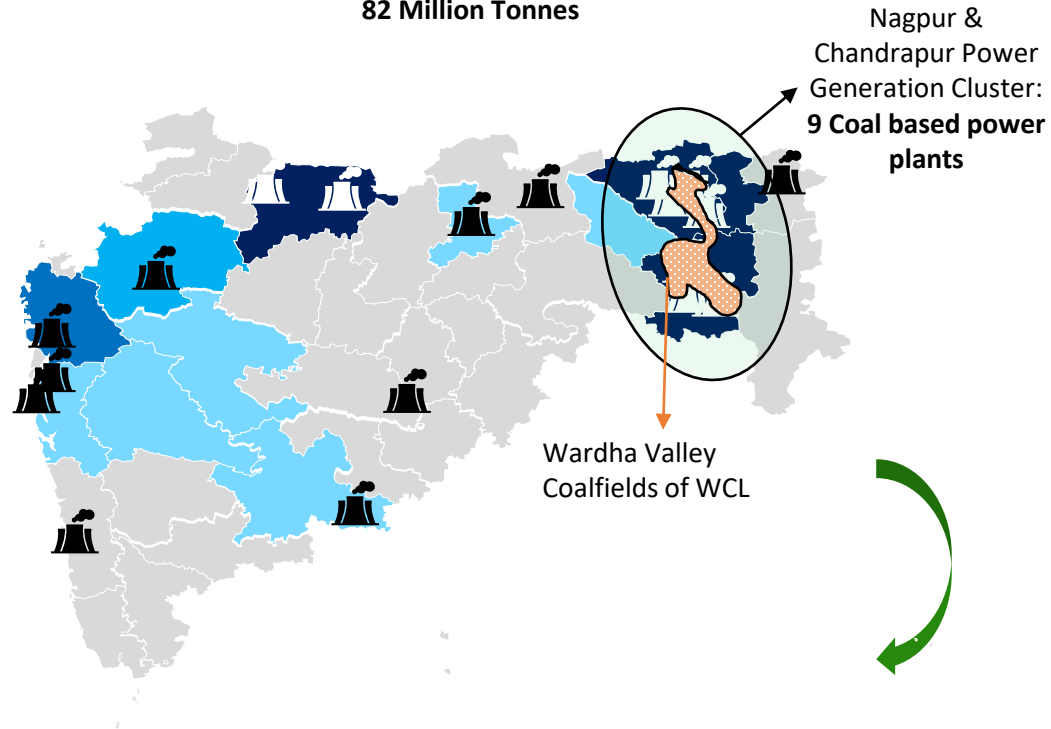 82 Million Tonnes
Nagpur &
Chandrapur Power
Generation Cluster:
9 Coal based power
plants
Wardha Valley
Coalfields of WCL